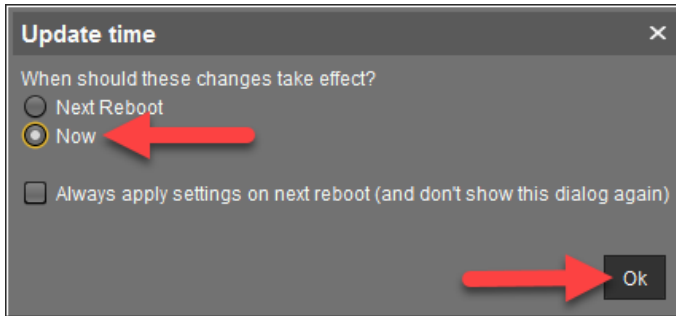 Update time
When should these changes take effect?
Next Reboot
Now
Always apply settings on next reboot (and don't show this dialog again)
Ok